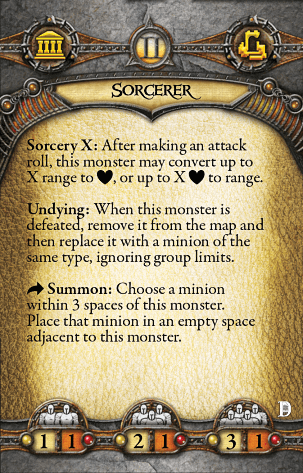 II
SORCERER
Sorcery X: After making an attack
roll, this monster may convert up to
X range to ♥, or up to X ♥ to range.
Undying: When this monster is
defeated, remove it from the map and
then replace it with a minion of the
same type, ignoring group limits.
Summon: Choose a minion
within 3 spaces of this monster.
Place that minion in an empty space
adjacent to this monster.
D
1 1 2 1 3 1